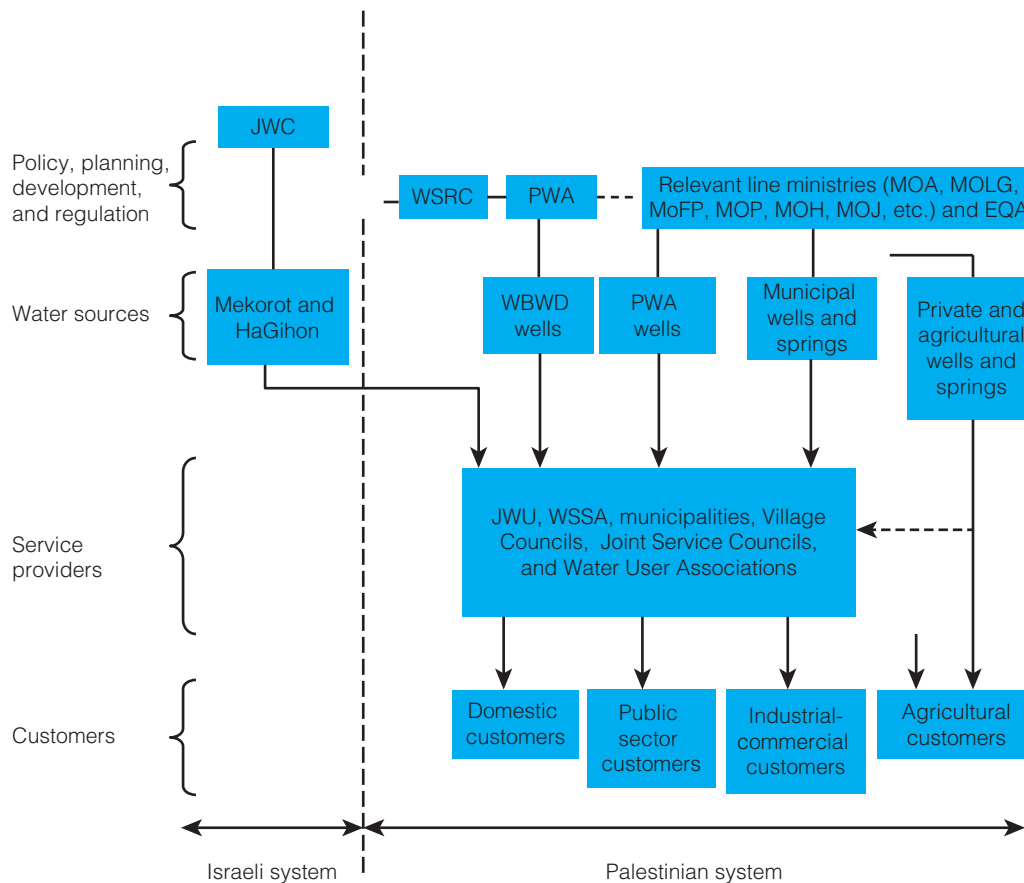 JWC
Policy, planning,
development,
and regulation
WSRC
PWA
Relevant line ministries (MOA, MOLG,
MoFP, MOP, MOH, MOJ, etc.) and EQA
Water sources
Mekorot and
HaGihon
WBWD
wells
PWA
wells
Municipal
wells and
springs
Private and
agricultural
wells and
springs
Service
providers
JWU, WSSA, municipalities, Village
Councils, Joint Service Councils,
and Water User Associations
Customers
Domestic
customers
Public
sector
customers
Industrial-
commercial
customers
Agricultural
customers
Israeli system
Palestinian system